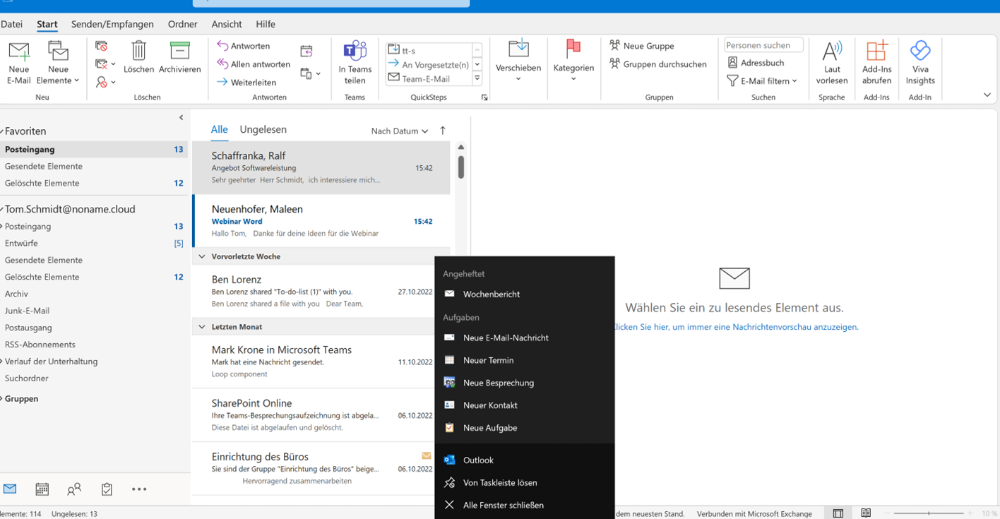 Datei Start Senden/Empfangen Ordner Ansicht Hilfe
Neue E-Mail
Neue Elemente
Neu
Löschen
Archivieren
Löschen
Antworten
Allen antworten
Weiterleiten
Antworten
In Teams teilen
Teams
tt-s
An Vorgesetzte(n)
Team-E-Mail
QuickSteps
Verschieben
Kategorien
Neue Gruppe
Gruppen durchsuchen
Gruppen
Personen suchen
Adressbuch
E-Mail filtern
Suchen
Laut vorlesen
Sprache
Add-Ins abrufen
Add-Ins
Viva Insights
Add-In
Favoriten
Posteingang 13
Gesendete Elemente
Gelöschte Elemente 12
Tom.Schmidt@noname.cloud
Posteingang 13
Entwürfe [5]
Gesendete Elemente
Gelöschte Elemente 12
Archiv
Junk-E-Mail
Postausgang
RSS-Abonnements
Verlauf der Unterhaltung
Suchordner
Gruppen
Alle Ungelesen Nach Datum
Schaffranka, Ralf
Angebot Softwareleistung 15:42
Sehr geehrter Herr Schmidt, ich interessiere mich...
Neuenhofer, Maleen
Webinar Word 15:42
Hallo Tom, Danke für deine Ideen für die Webinar
Vorvorletzte Woche
Ben Lorenz
Ben Lorenz shared "To-do-list (1)" with you. 27.10.2022
Ben Lorenz shared a file with you Dear Team,
Letzten Monat
Mark Krone in Microsoft Teams
Mark hat eine Nachricht gesendet. 11.10.2022
Loop component
SharePoint Online
Ihre Teams-Besprechungsaufzeichnung ist abgela... 06.10.2022
Diese Datei ist abgelaufen und gelöscht.
Einrichtung des Büros
Sie sind der Gruppe "Einrichtung des Büros" beige... 06.10.2022
Hervorragend zusammenarbeiten
Angeheftet
Wochenbericht
Aufgaben
Neue E-Mail-Nachricht
Neuer Termin
Neue Besprechung
Neuer Kontakt
Neue Aufgabe
Outlook
Von Taskleiste lösen
Alle Fenster schließen
Wählen Sie ein zu lesendes Element aus.
licken Sie hier, um immer eine Nachrichtenvorschau anzuzeigen.
lemente: 114 Ungelesen: 13
dem neuesten Stand. Verbunden mit Microsoft Exchange 10 %